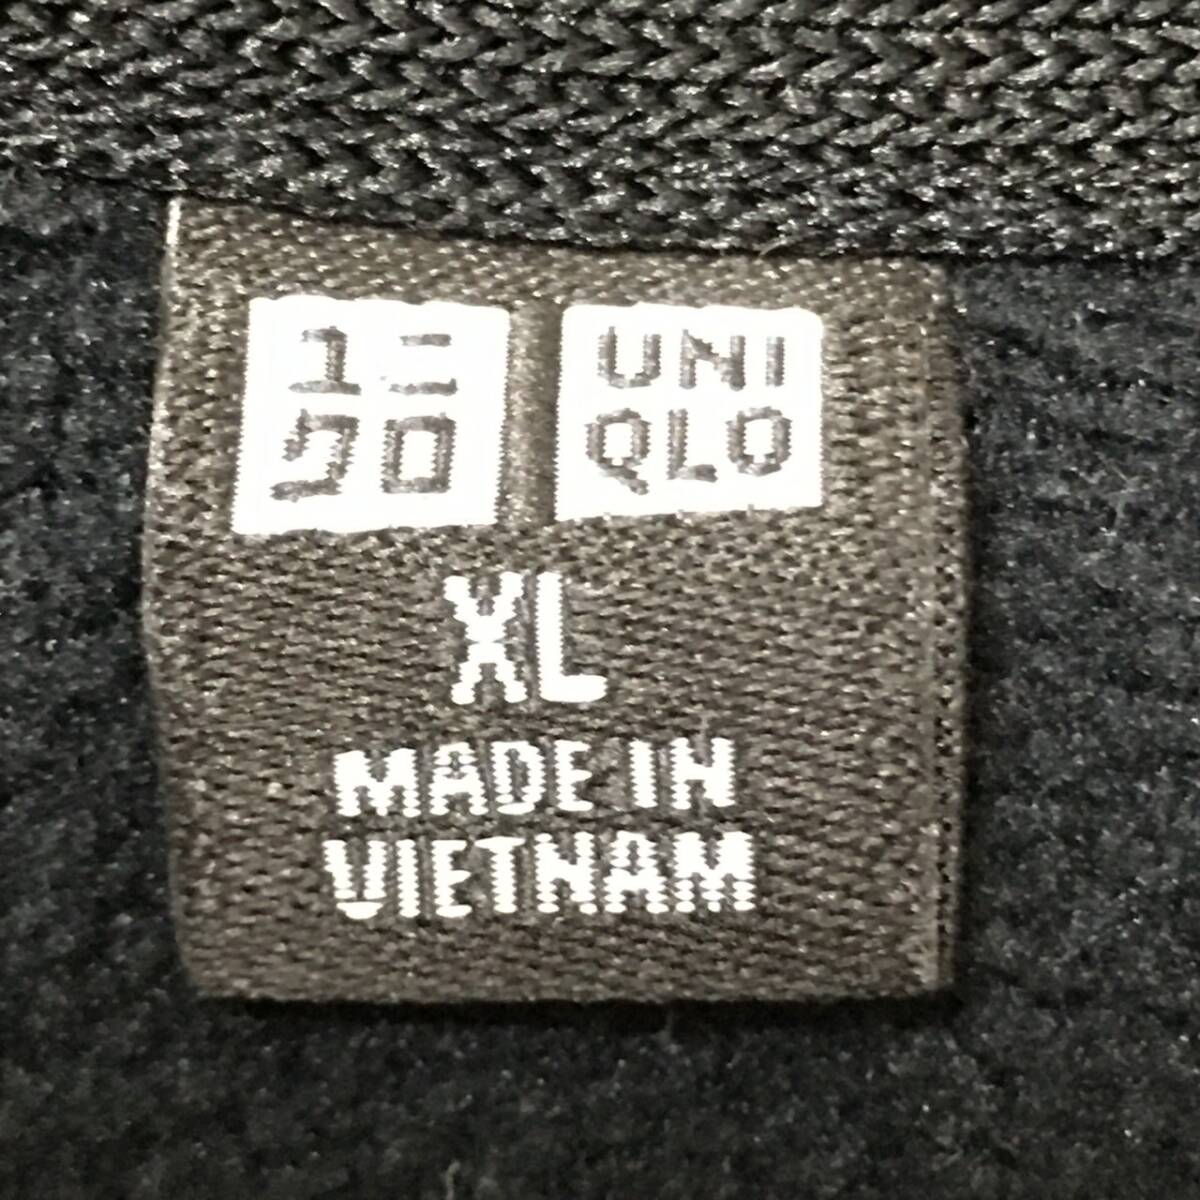 ユニ
クロ
UNI
QLO
XL
MADE IN
VIETNAM